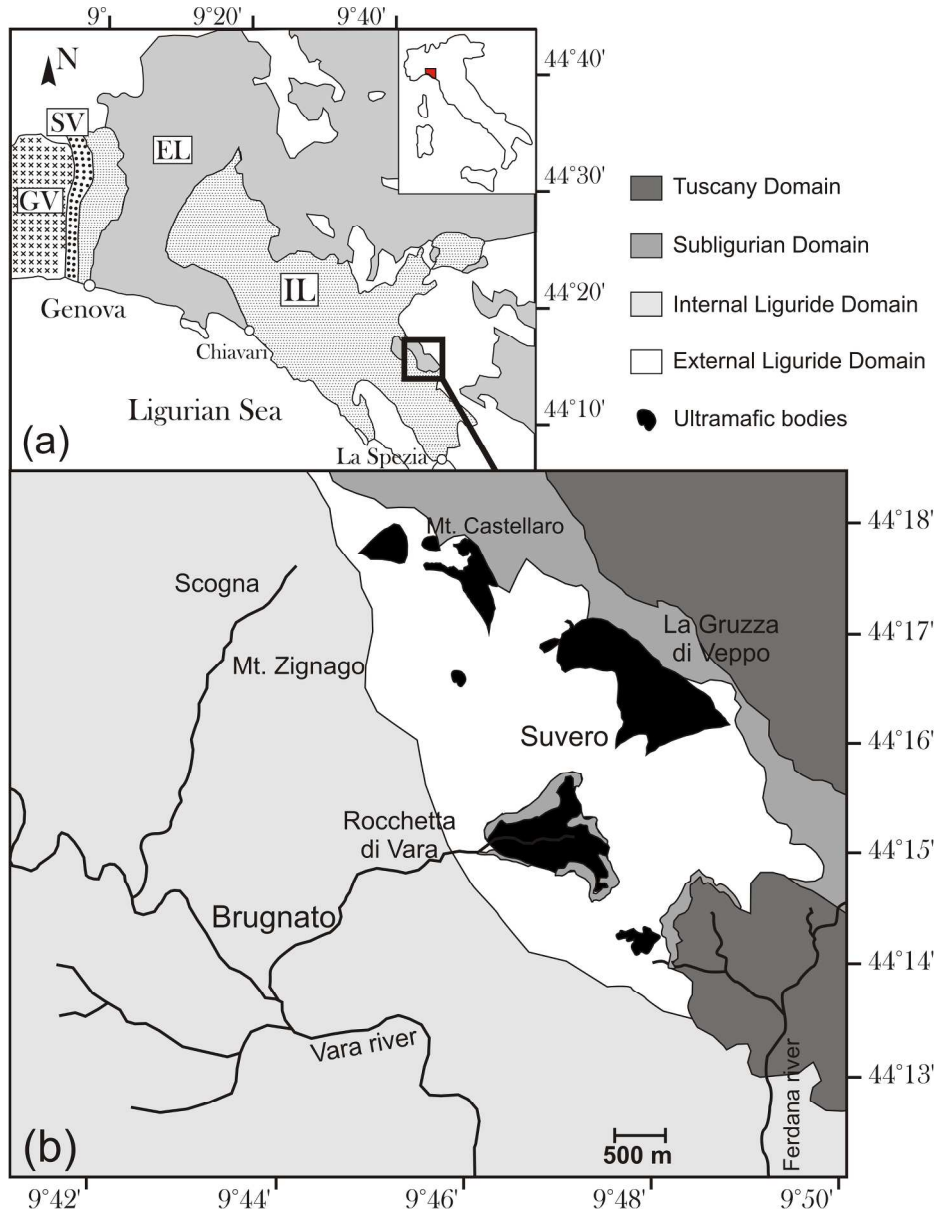 9°
9°20'
9°40'
N
44°40'
SV
EL
44°30'
GV
Tuscany Domain
Subligurian Domain
IL
44°20'
Internal Liguride Domain
Genova
Chiavari
External Liguride Domain
Ligurian Sea
44°10'
Ultramafic bodies
(a)
La Spezia
44°18'
Mt. Castellaro
Scogna
44°17'
La Gruzza
di Veppo
Mt. Zignago
Suvero
44°16'
Rocchetta
di Vara
44°15'
Brugnato
44°14'
Vara river
44°13'
Ferdana river
(b)
500 m
9°42'
9°44'
9°46'
9°48'
9°50'